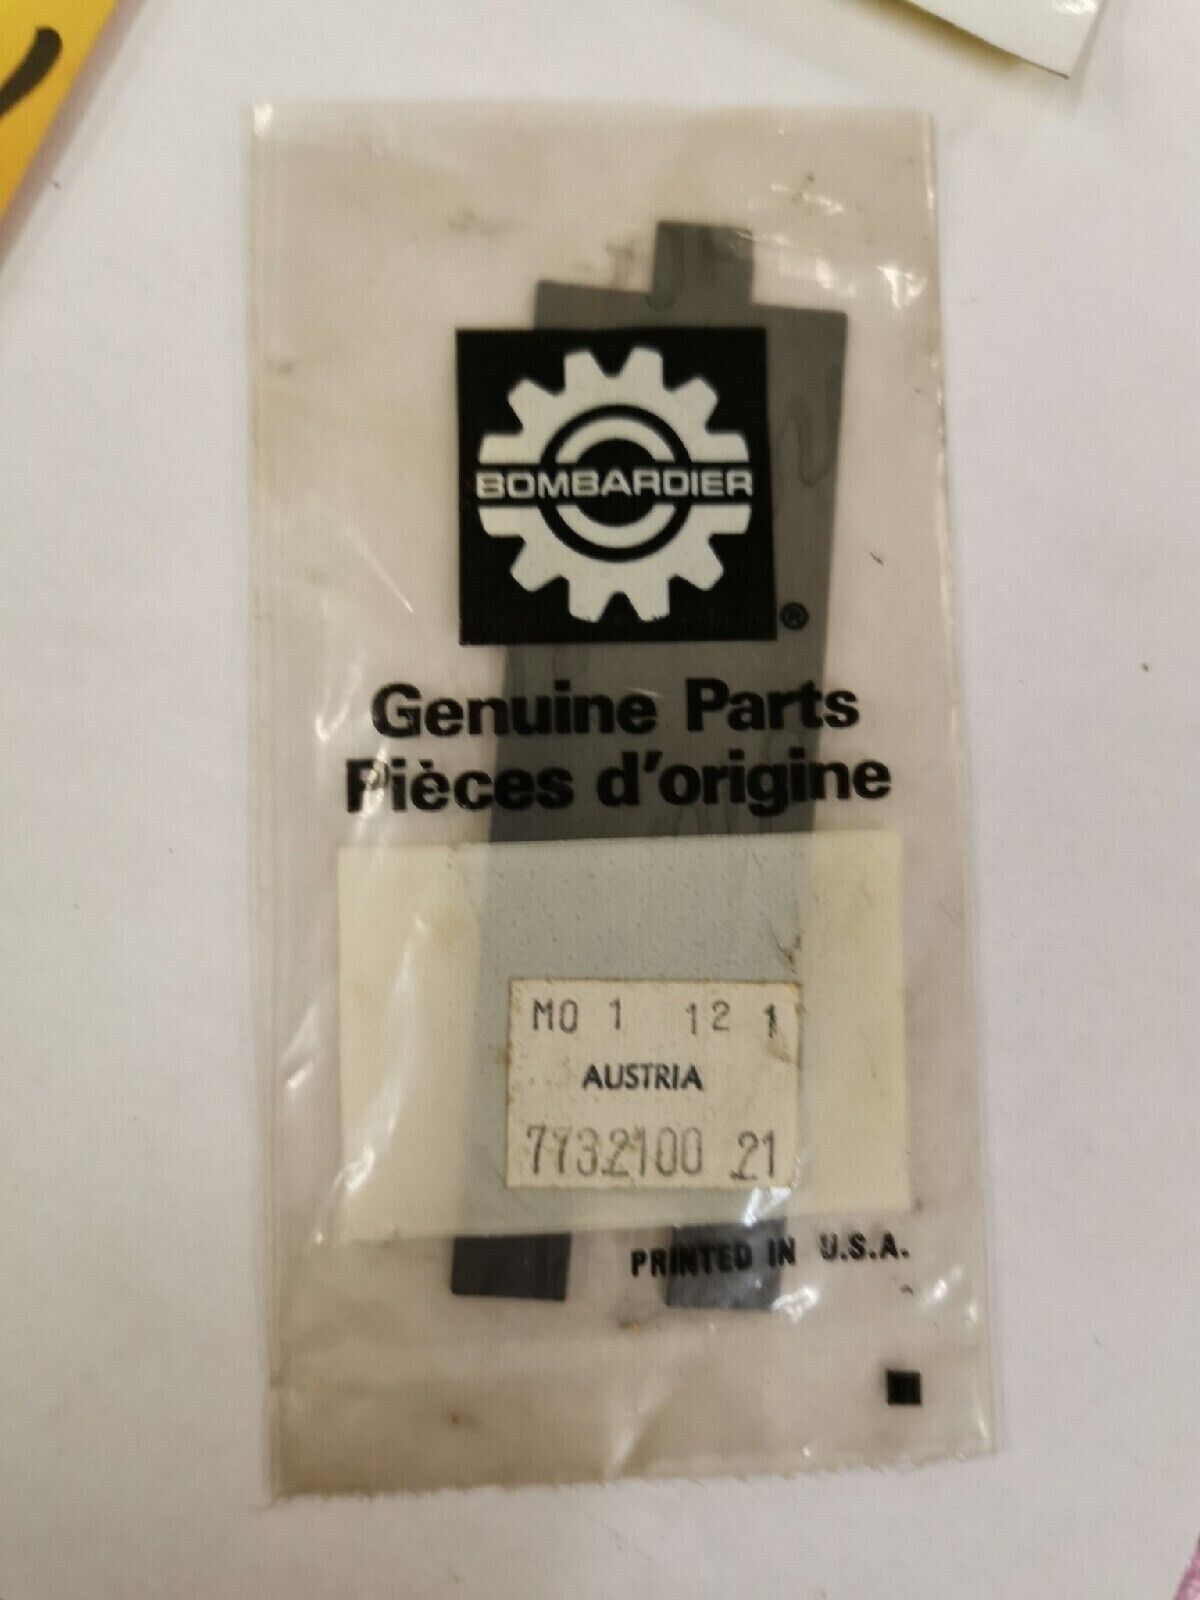 BOMBARDIER
®
Genuine Parts
Pièces d'origine
MO 1 12 1
AUSTRIA
7732100 21
PRINTED IN U.S.A.